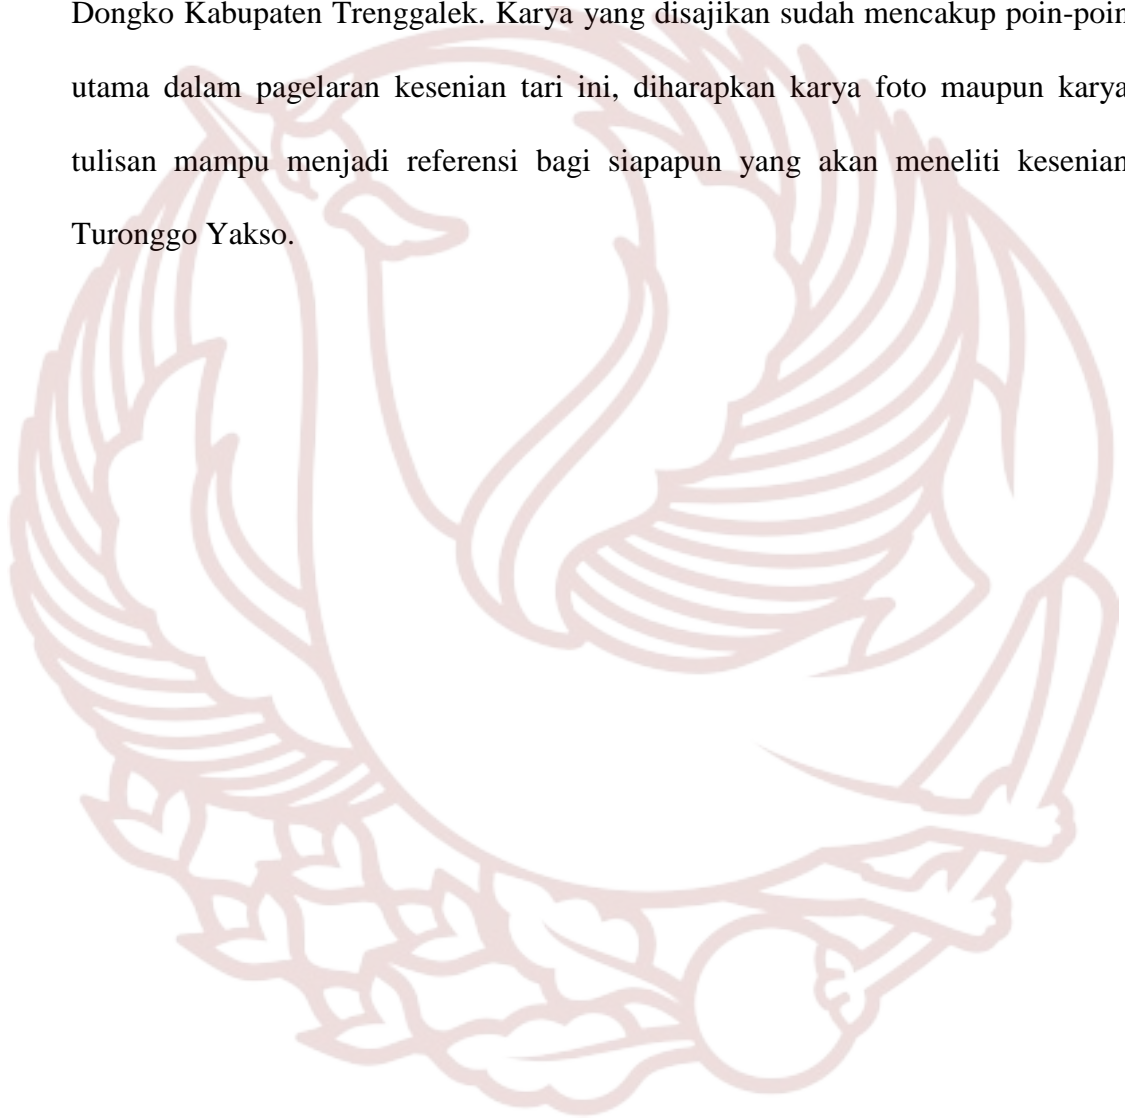 Dongko Kabupaten Trenggalek. Karya yang disajikan sudah mencakup poin-poin
utama dalam pagelaran kesenian tari ini, diharapkan karya foto maupun karya
tulisan mampu menjadi referensi bagi siapapun yang akan meneliti kesenian
Turonggo Yakso.